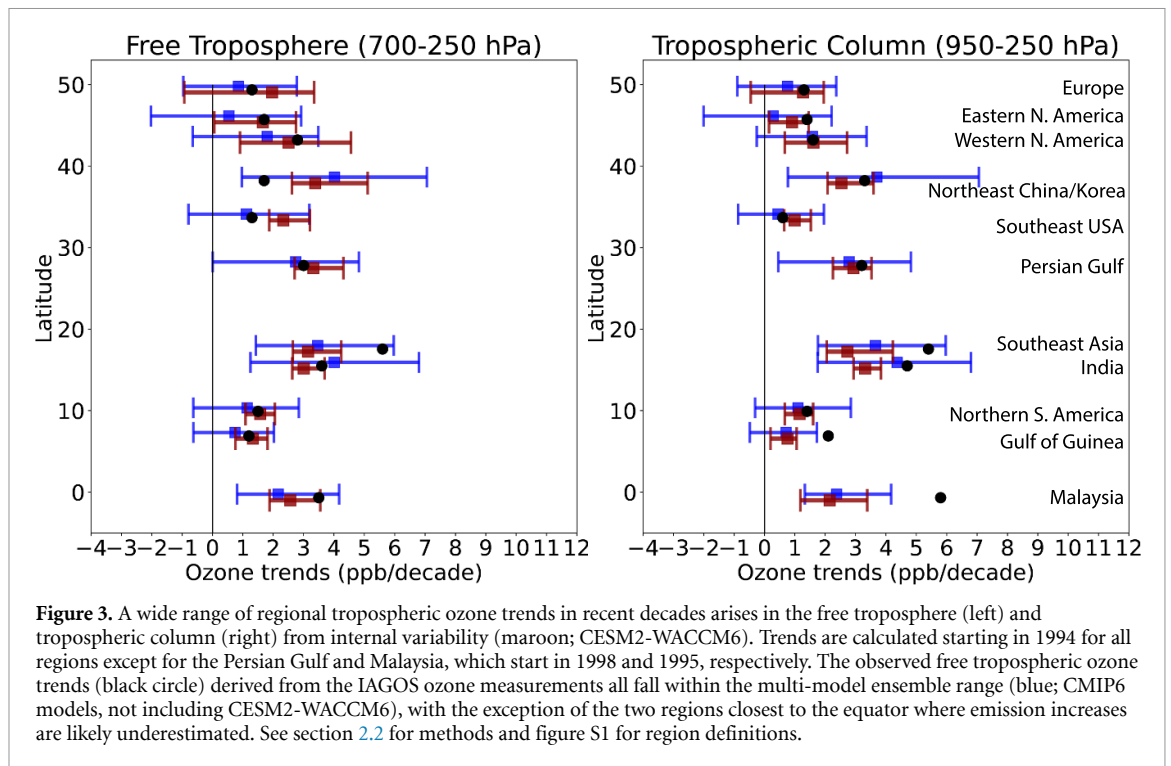 Free Troposphere (700-250 hPa)
Tropospheric Column (950-250 hPa)
50
40
30
20
10
0
Latitude
−4−3−2−1 0 1 2 3 4 5 6 7 8 9 10 11 12
Ozone trends (ppb/decade)
50
40
30
20
10
0
Latitude
Europe
Eastern N. America
Western N. America
Northeast China/Korea
Southeast USA
Persian Gulf
Southeast Asia
India
Northern S. America
Gulf of Guinea
Malaysia
−4−3−2−1 0 1 2 3 4 5 6 7 8 9 10 11 12
Ozone trends (ppb/decade)
Figure 3. A wide range of regional tropospheric ozone trends in recent decades arises in the free troposphere (left) and
tropospheric column (right) from internal variability (maroon; CESM2-WACCM6). Trends are calculated starting in 1994 for all
regions except for the Persian Gulf and Malaysia, which start in 1998 and 1995, respectively. The observed free tropospheric ozone
trends (black circle) derived from the IAGOS ozone measurements all fall within the multi-model ensemble range (blue; CMIP6
models, not including CESM2-WACCM6), with the exception of the two regions closest to the equator where emission increases
are likely underestimated. See section 2.2 for methods and figure S1 for region definitions.